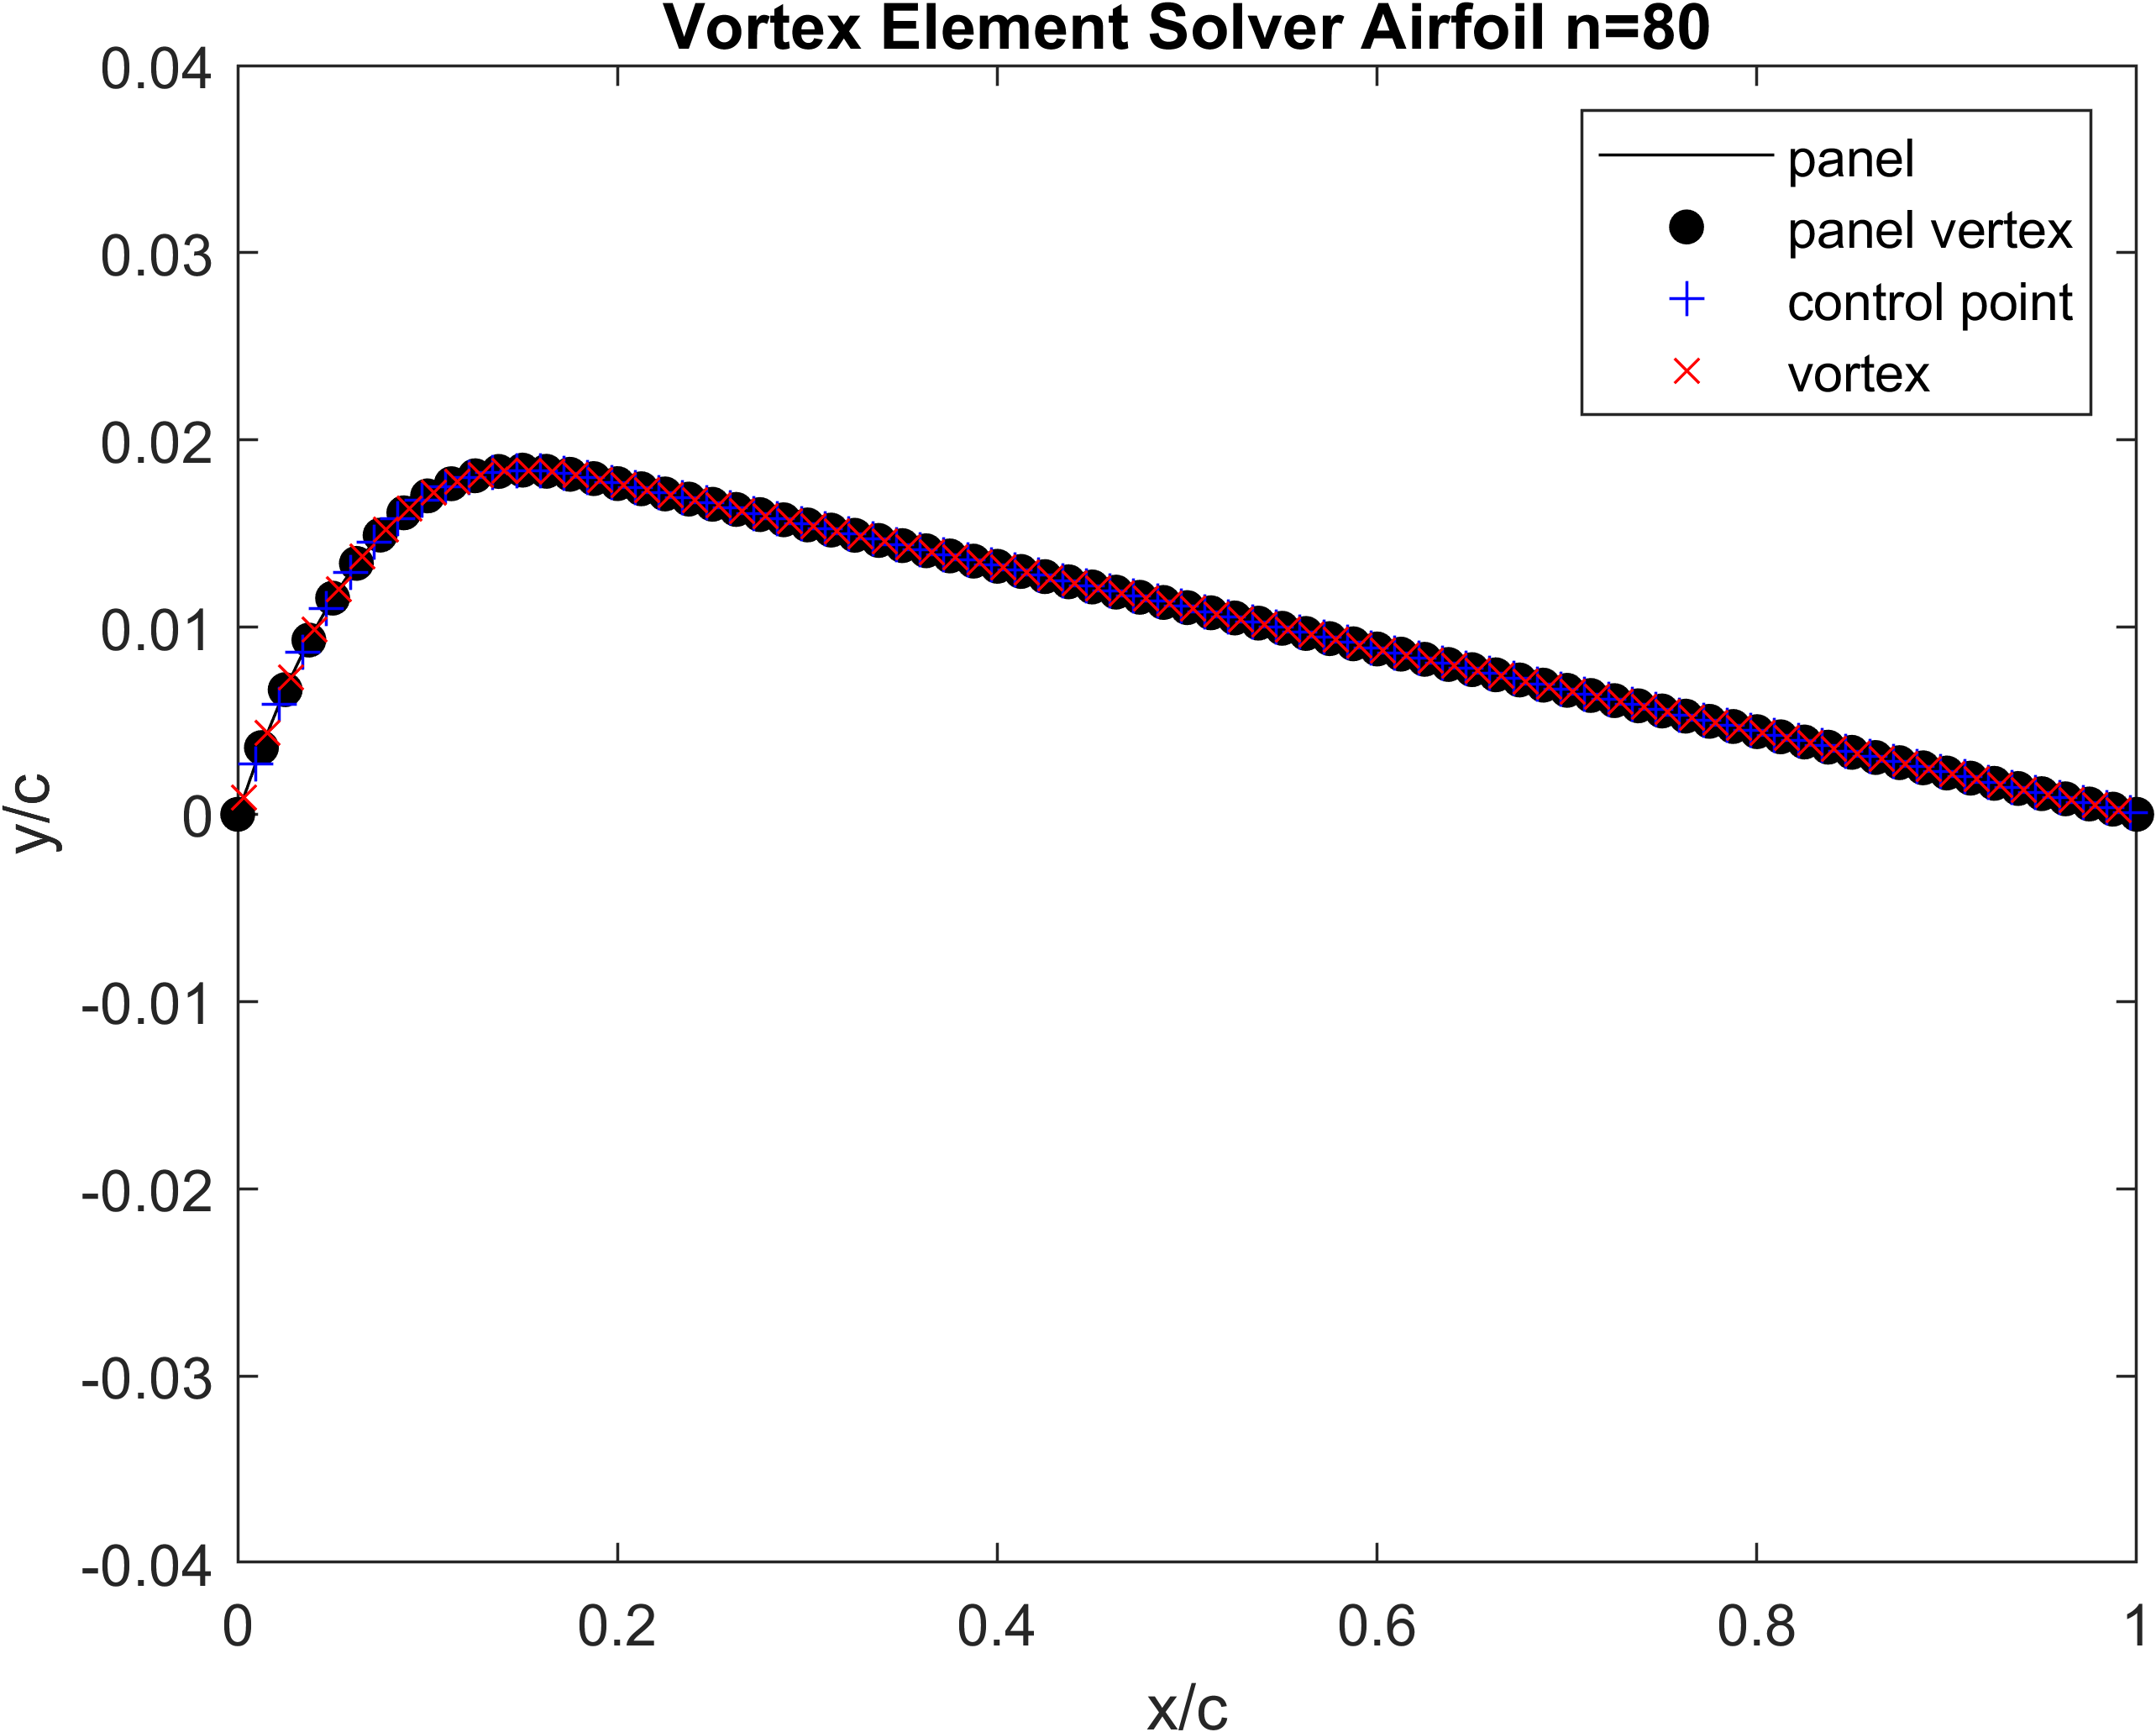 Vortex Element Solver Airfoil n=80
0.04
0.03
0.02
0.01
0
-0.01
-0.02
-0.03
-0.04
y/c
panel
panel vertex
control point
vortex
0 0.2 0.4 0.6 0.8 1
x/c